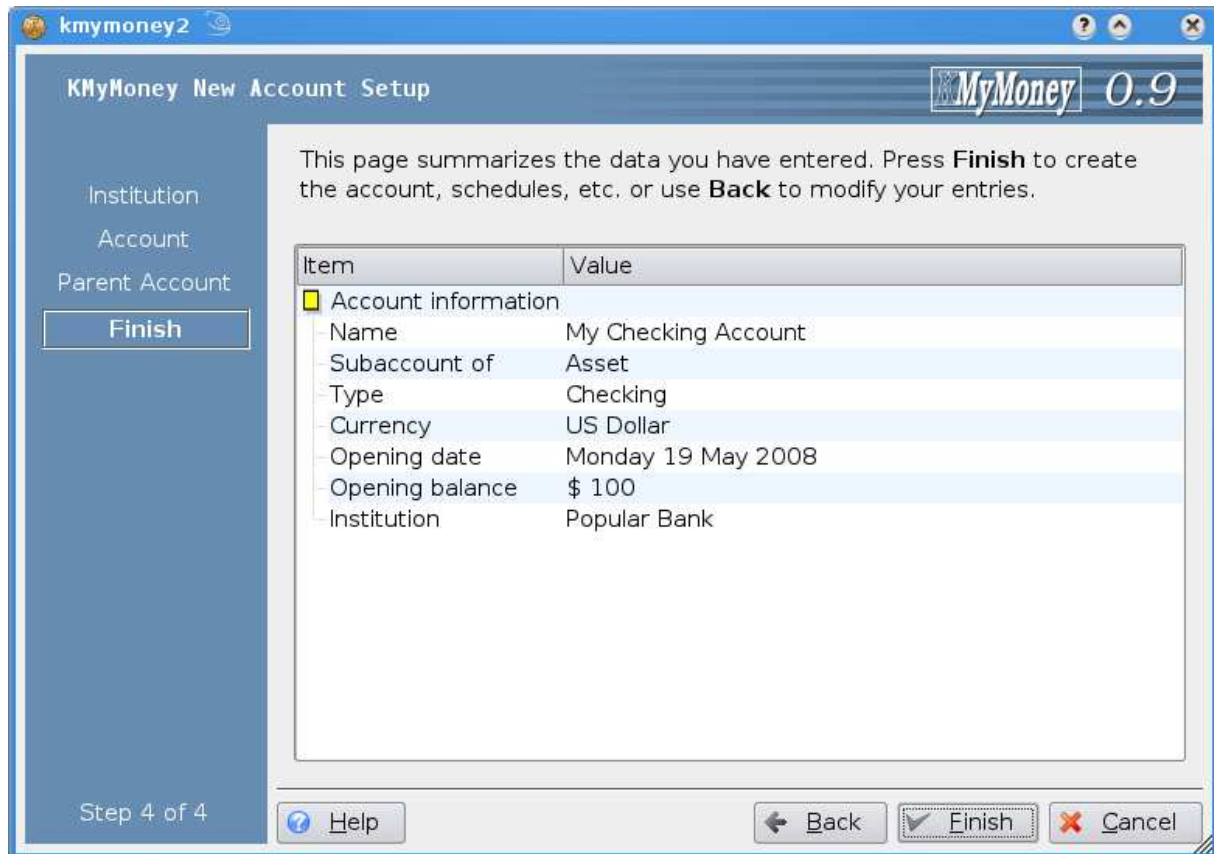 kmymoney2
KMyMoney New Account Setup
KMyMoney 0.9
Institution
Account
Parent Account
Finish
Step 4 of 4
This page summarizes the data you have entered. Press Finish to create
the account, schedules, etc. or use Back to modify your entries.
Item Value
Account information
Name My Checking Account
Subaccount of Asset
Type Checking
Currency US Dollar
Opening date Monday 19 May 2008
Opening balance $ 100
Institution Popular Bank
Help Back Finish Cancel